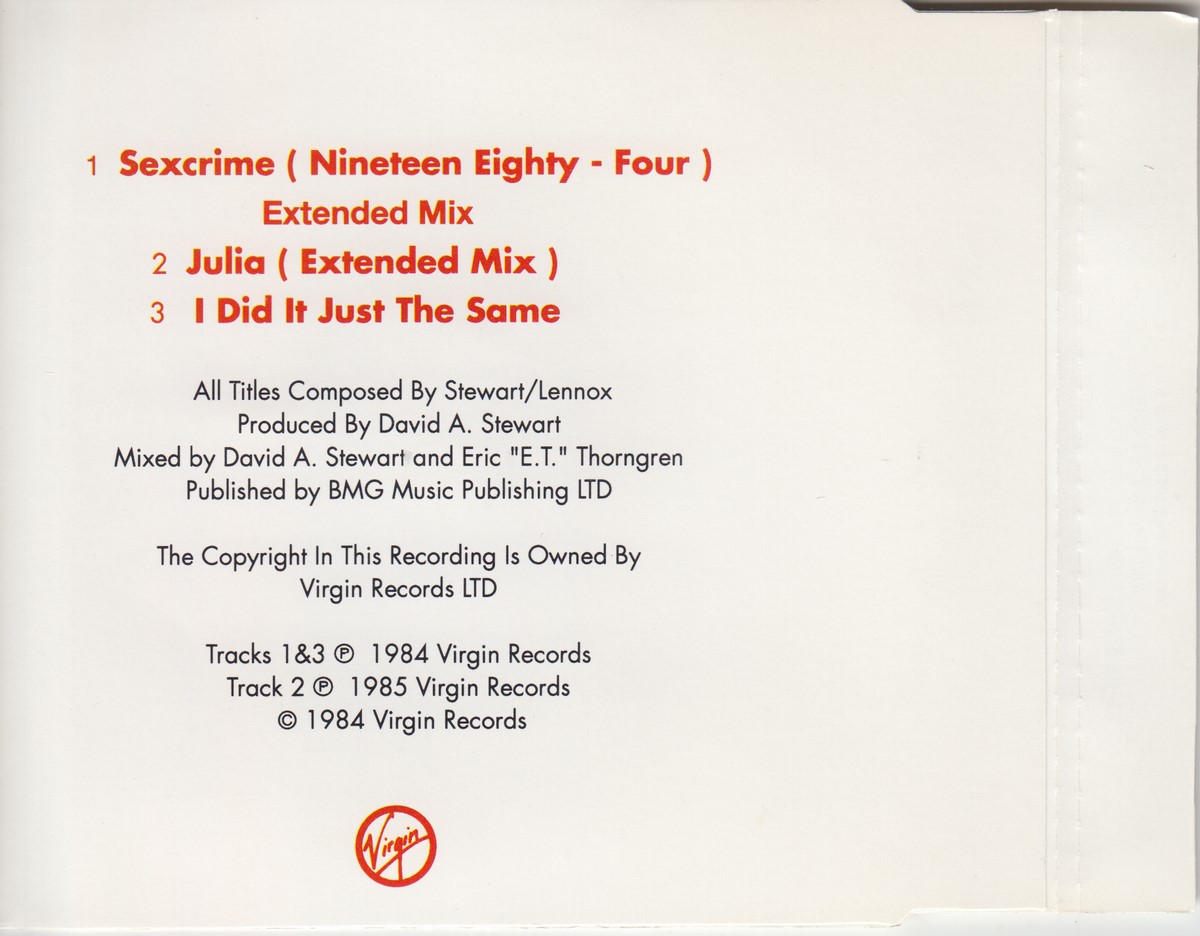 1 Sexcrime ( Nineteen Eighty - Four )
Extended Mix
2 Julia ( Extended Mix )
3 I Did It Just The Same
All Titles Composed By Stewart/Lennox
Produced By David A. Stewart
Mixed by David A. Stewart and Eric "E.T." Thorngren
Published by BMG Music Publishing LTD
The Copyright In This Recording Is Owned By
Virgin Records LTD
Tracks 1&3 ℗ 1984 Virgin Records
Track 2 ℗ 1985 Virgin Records
© 1984 Virgin Records
Virgin